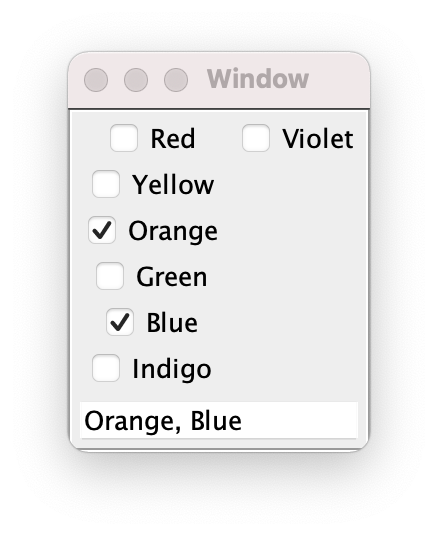 Window
Red Violet
Yellow
Orange
Green
Blue
Indigo
Orange, Blue